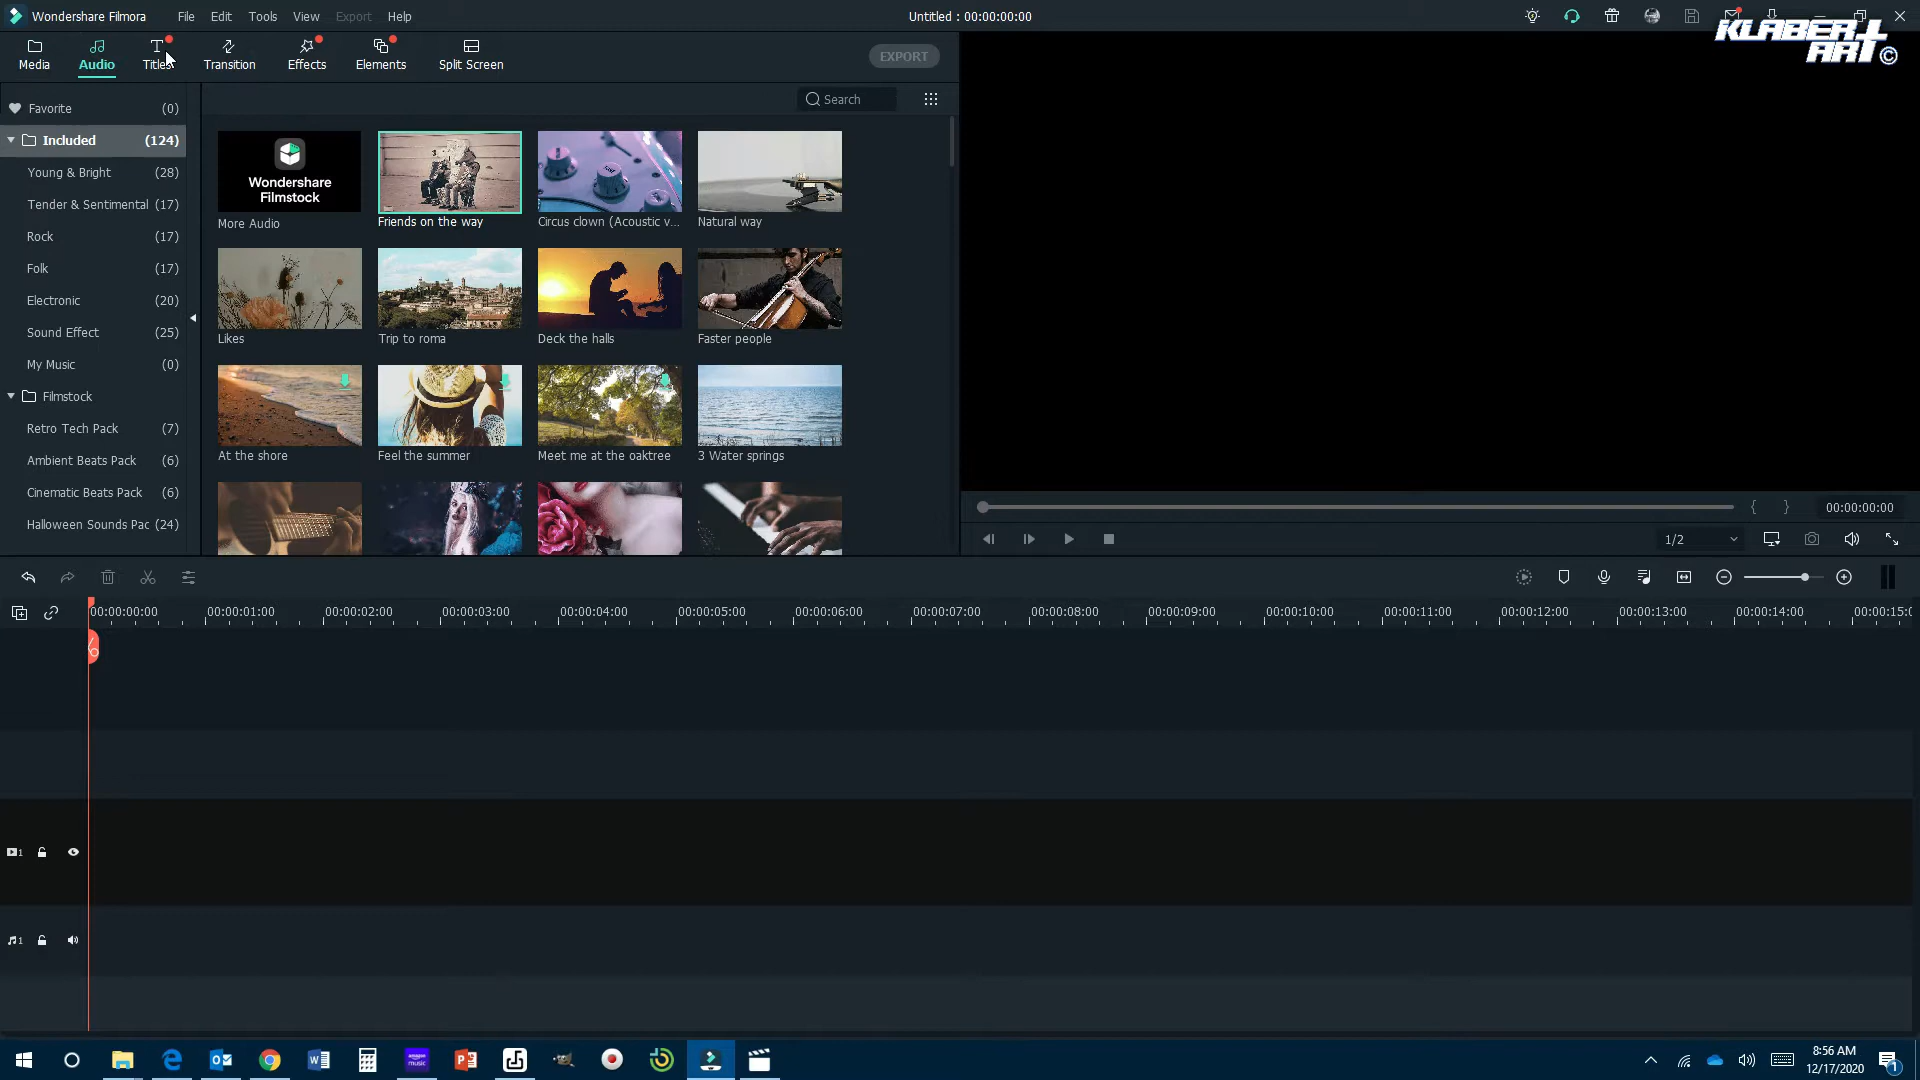 Wondershare Filmora
File
Edit
Tools
View
Export
Help
Untitled : 00:00:00:00
KLABER
ART ©
Media
Audio
Titles
Transition
Effects
Elements
Split Screen
EXPORT
Favorite (0)
Included (124)
Young & Bright (28)
Tender & Sentimental (17)
Rock (17)
Folk (17)
Electronic (20)
Sound Effect (25)
My Music (0)
Filmstock
Retro Tech Pack (7)
Ambient Beats Pack (6)
Cinematic Beats Pack (6)
Halloween Sounds Pac (24)
Search
Wondershare
Filmstock
More Audio
Friends on the way
Circus clown (Acoustic v...
Natural way
Likes
Trip to roma
Deck the halls
Faster people
At the shore
Feel the summer
Meet me at the oaktree
3 Water springs
{ }
00:00:00:00
1/2
00:00:00:00
00:00:01:00
00:00:02:00
00:00:03:00
00:00:04:00
00:00:05:00
00:00:06:00
00:00:07:00
00:00:08:00
00:00:09:00
00:00:10:00
00:00:11:00
00:00:12:00
00:00:13:00
00:00:14:00
00:00:15:0
1
1
amazon
music
8:56 AM
12/17/2020
1